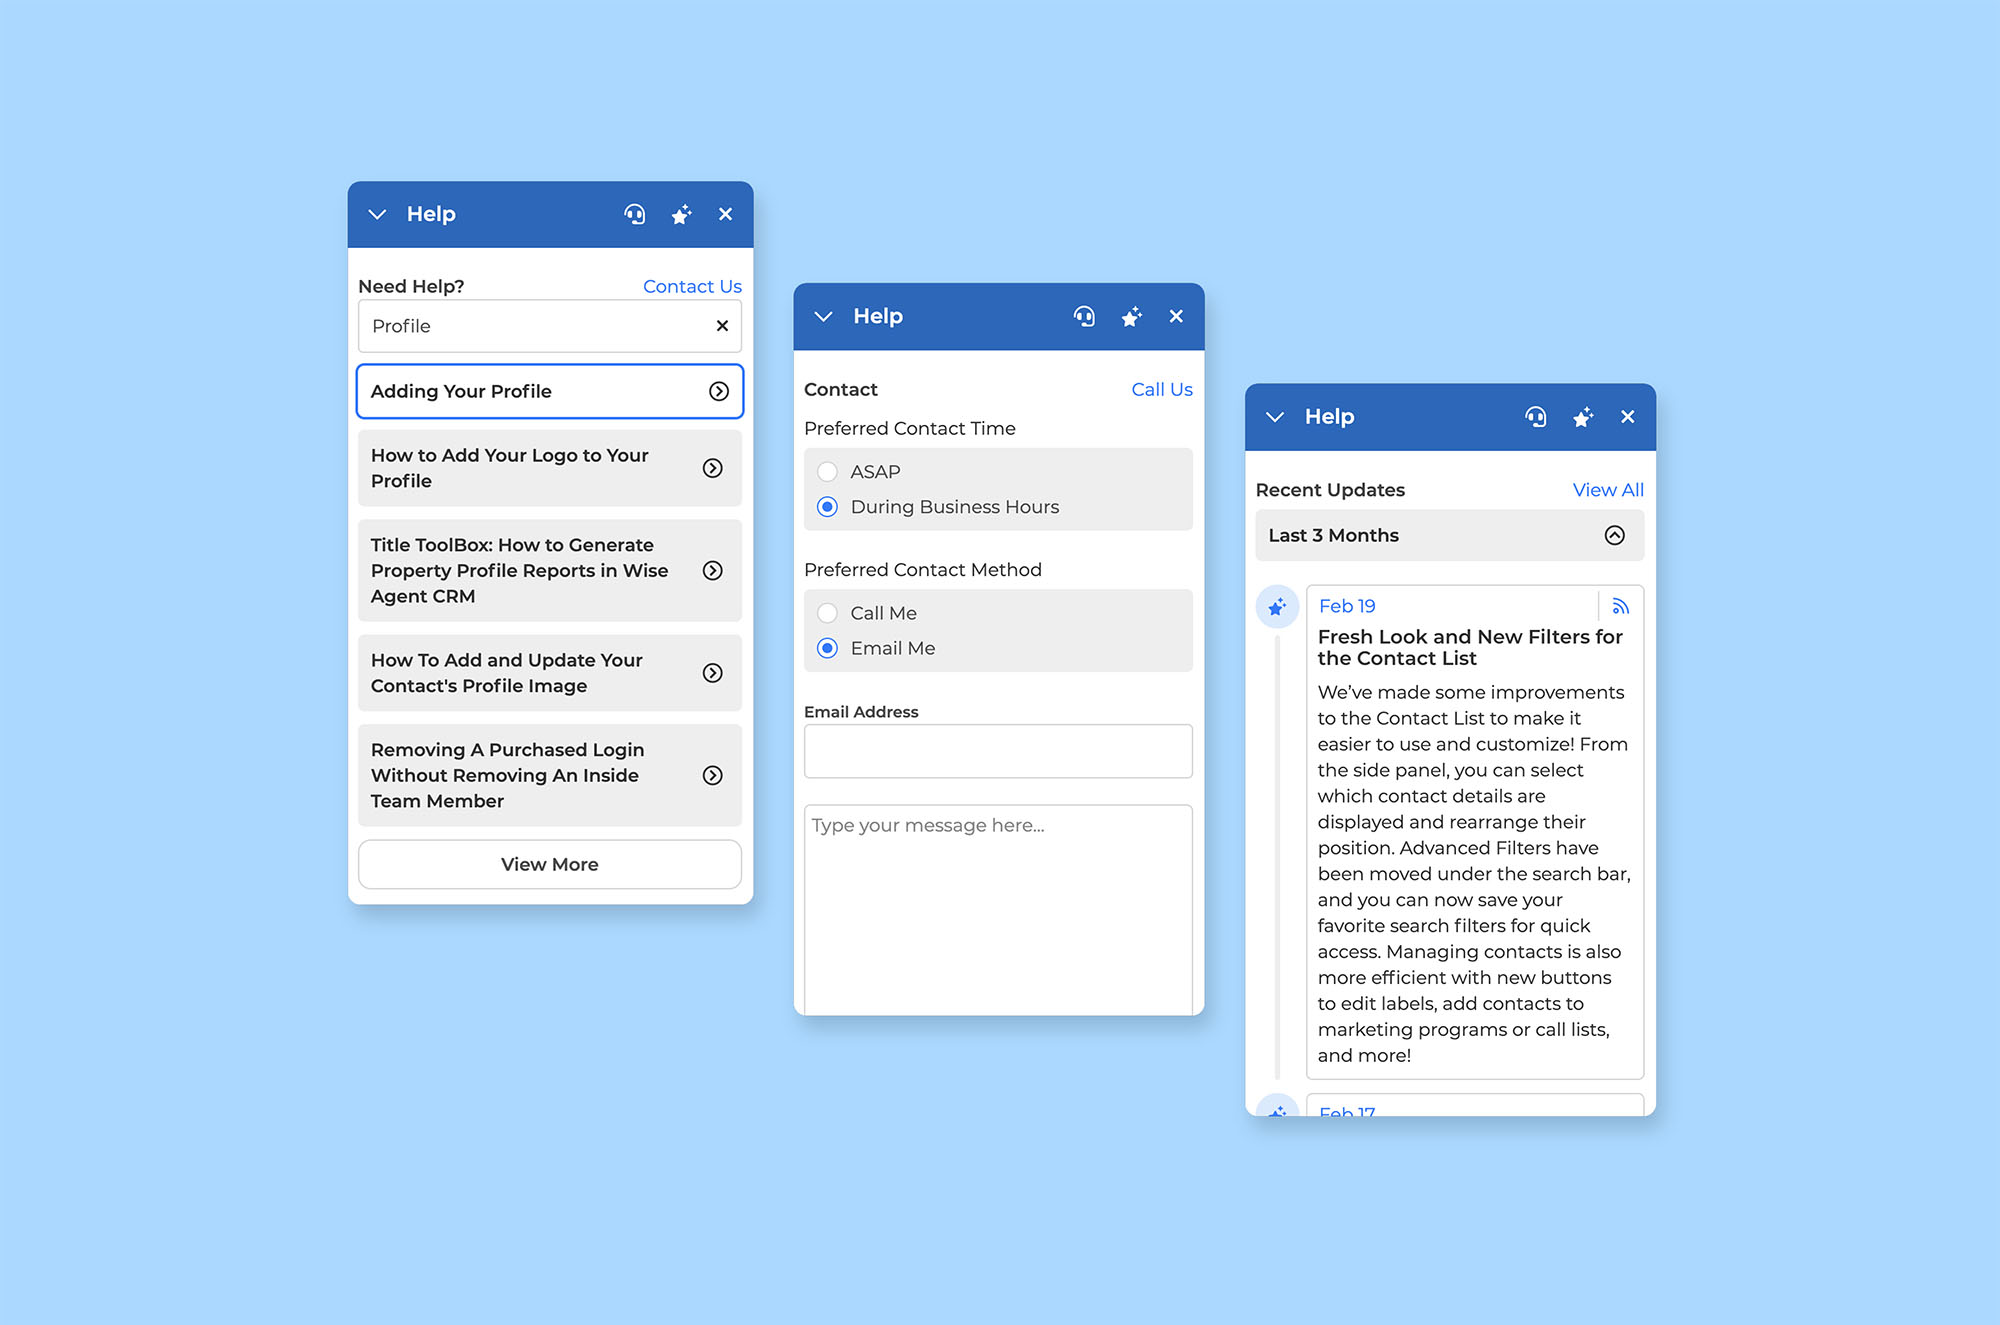 Help
Need Help?
Contact Us
Profile
Adding Your Profile
How to Add Your Logo to Your
Profile
Title ToolBox: How to Generate
Property Profile Reports in Wise
Agent CRM
How To Add and Update Your
Contact's Profile Image
Removing A Purchased Login
Without Removing An Inside
Team Member
View More
Help
Contact
Call Us
Preferred Contact Time
ASAP
During Business Hours
Preferred Contact Method
Call Me
Email Me
Email Address
Type your message here...
Help
Recent Updates
View All
Last 3 Months
Feb 19
Fresh Look and New Filters for
the Contact List
We’ve made some improvements
to the Contact List to make it
easier to use and customize! From
the side panel, you can select
which contact details are
displayed and rearrange their
position. Advanced Filters have
been moved under the search bar,
and you can now save your
favorite search filters for quick
access. Managing contacts is also
more efficient with new buttons
to edit labels, add contacts to
marketing programs or call lists,
and more!
Feb 17